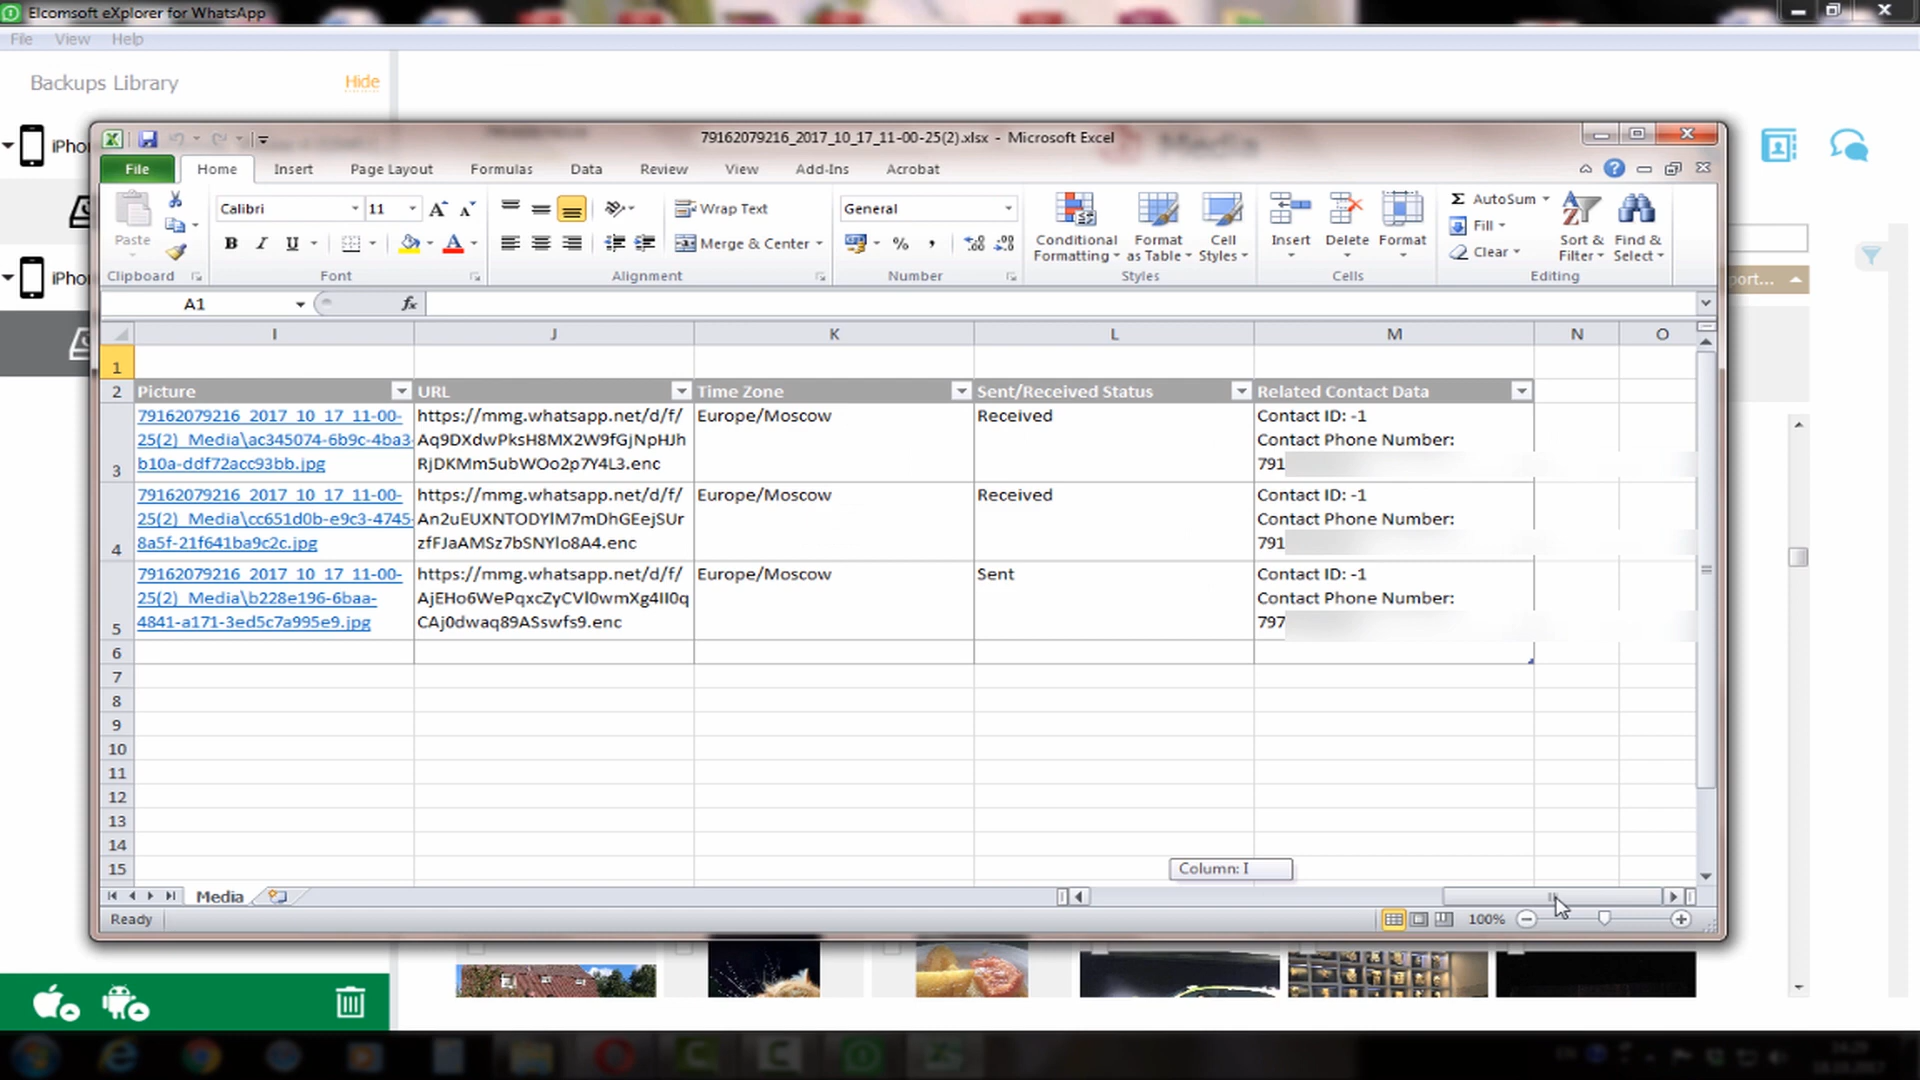 Elcomsoft eXplorer for WhatsApp
File View Help
Backups Library Hide
79162079216_2017_10_17_11-00-25(2).xlsx - Microsoft Excel
Media
File Home Insert Page Layout Formulas Data Review View Add-Ins Acrobat
Calibri 11 Wrap Text General AutoSum
Paste Fill
B I U Merge & Center % , Conditional Formatting Format as Table Cell Styles Insert Delete Format Clear Sort & Filter Find & Select
Clipboard Font Alignment Number Styles Cells Editing
A1 fx
I J K L M N O
1
2 Picture URL Time Zone Sent/Received Status Related Contact Data
79162079216_2017_10_17_11-00- https://mmg.whatsapp.net/d/f/ Europe/Moscow Received Contact ID: -1
25(2)_Media\ac345074-6b9c-4ba3- Aq9DXdwPksH8MX2W9fGjNpHJh Contact Phone Number:
3 b10a-ddf72acc93bb.jpg RjDKMm5ubWOo2p7Y4L3.enc 791
79162079216_2017_10_17_11-00- https://mmg.whatsapp.net/d/f/ Europe/Moscow Received Contact ID: -1
25(2)_Media\cc651d0b-e9c3-4745- An2uEUXNTODYlM7mDhGEejSUr Contact Phone Number:
4 8a5f-21f641ba9c2c.jpg zfFJaAMSz7bSNYlo8A4.enc 791
79162079216_2017_10_17_11-00- https://mmg.whatsapp.net/d/f/ Europe/Moscow Sent Contact ID: -1
25(2)_Media\b228e196-6baa- AjEHo6WePqxcZyCVl0wmXg4II0q Contact Phone Number:
5 4841-a171-3ed5c7a995e9.jpg CAj0dwaq89ASswfs9.enc 797
6
7
8
9
10
11
12
13
14
15
Column: I
Media
Ready 100%